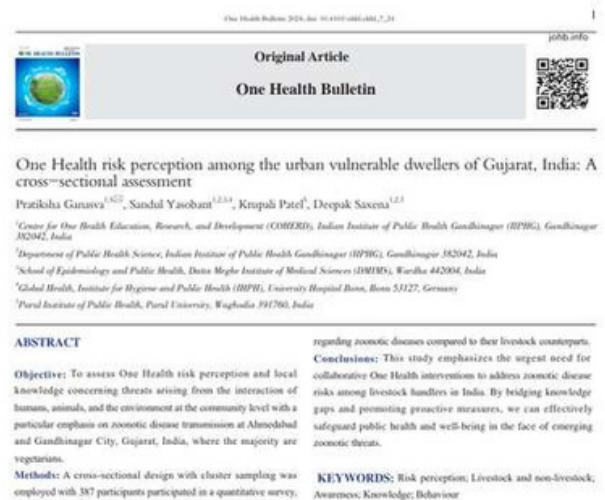 One Health Bulletin 2024; doi:
1
johb.info
Original Article
One Health Bulletin
One Health risk perception among the urban vulnerable dwellers of Gujarat, India: A
cross-sectional assessment
Pratiksha Ganasva, Sandul Yasobant, Krupali Patel, Deepak Saxena
1Centre for One Health Education, Research, and Development (COHERD), Indian Institute of Public Health Gandhinagar (IIPHG), Gandhinagar
382042, India
2Department of Public Health Science, Indian Institute of Public Health Gandhinagar (IIPHG), Gandhinagar 382042, India
3School of Epidemiology and Public Health, Datta Meghe Institute of Medical Sciences (DMIMS), Wardha 442004, India
4Global Health, Institute for Hygiene and Public Health (IHPH), University Hospital Bonn, Bonn 53127, Germany
5Parul Institute of Public Health, Parul University, Waghodia 391760, India
ABSTRACT
Objective: To assess One Health risk perception and local
knowledge concerning threats arising from the interaction of
humans, animals, and the environment at the community level with a
particular emphasis on zoonotic disease transmission at Ahmedabad
and Gandhinagar City, Gujarat, India, where the majority are
vegetarians.
Methods: A cross-sectional design with cluster sampling was
employed with 387 participants participated in a quantitative survey,
regarding zoonotic diseases compared to their livestock counterparts.
Conclusions: This study emphasizes the urgent need for
collaborative One Health interventions to address zoonotic disease
risks among livestock handlers in India. By bridging knowledge
gaps and promoting proactive measures, we can effectively
safeguard public health and well-being in the face of emerging
zoonotic threats.
KEYWORDS: Risk perception; Livestock and non-livestock;
Awareness; Knowledge; Behaviour